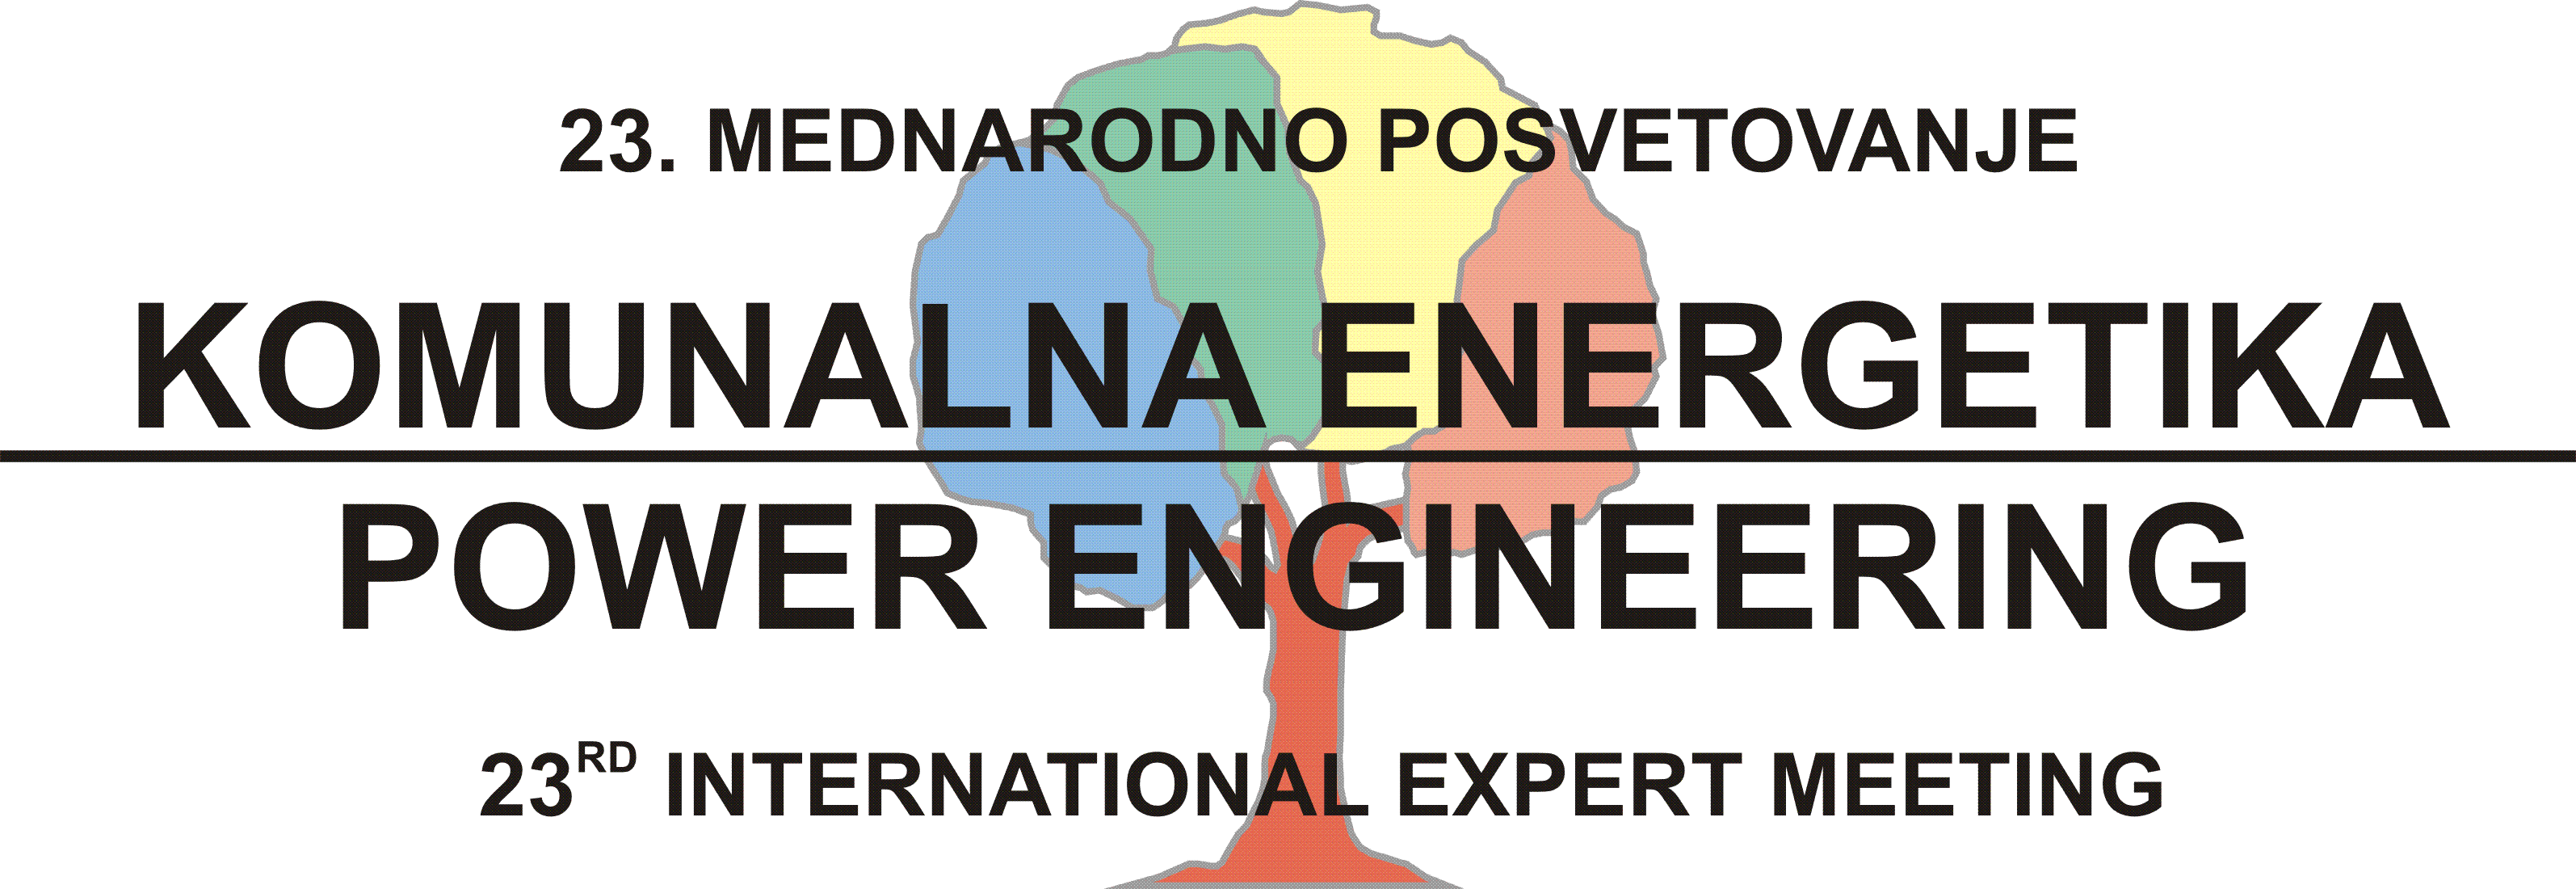 23. MEDNARODNO POSVETOVANJE
KOMUNALNA ENERGETIKA
POWER ENGINEERING
23RD INTERNATIONAL EXPERT MEETING